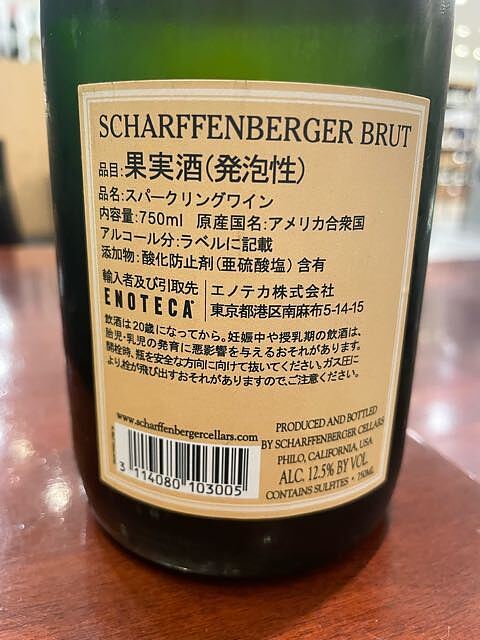 SCHARFFENBERGER BRUT
品目:果実酒(発泡性)
品名:スパークリングワイン
内容量:750ml 原産国名:アメリカ合衆国
アルコール分:ラベルに記載
添加物:酸化防止剤(亜硫酸塩)含有
輸入者及び引取先
ENOTECA
エノテカ株式会社
東京都港区南麻布5-14-15
飲酒は20歳になってから。妊娠中や授乳期の飲酒は、
胎児・乳児の発育に悪影響を与えるおそれがあります。
開栓時、瓶を安全な方向に向けて抜いてください。ガス圧に
より、栓が飛び出すおそれがありますので、ご注意ください。
www.scharffenbergercellars.com
3 114080 103005
PRODUCED AND BOTTLED
BY SCHARFFENBERGER CELLARS
PHILO, CALIFORNIA, USA
ALC. 12.5% BY VOL
CONTAINS SULFITES • 750ML